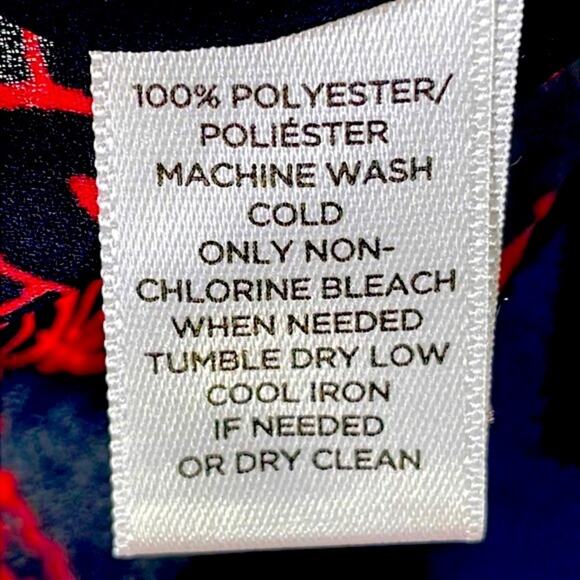 100% POLYESTER/
POLIÉSTER
MACHINE WASH
COLD
ONLY NON-
CHLORINE BLEACH
WHEN NEEDED
TUMBLE DRY LOW
COOL IRON
IF NEEDED
OR DRY CLEAN